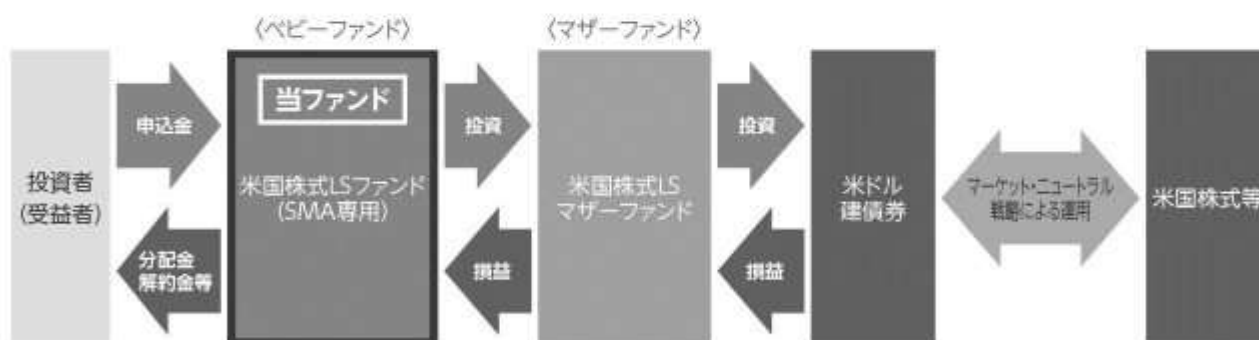 〈ベビーファンド〉
〈マザーファンド〉
当ファンド
申込金
投資
投資
投資者
(受益者)
米国株式LSファンド
(SMA専用)
米国株式LS
マザーファンド
米ドル
建債券
マーケット・ニュートラル
戦略による運用
米国株式等
分配金
解約金等
損益
損益